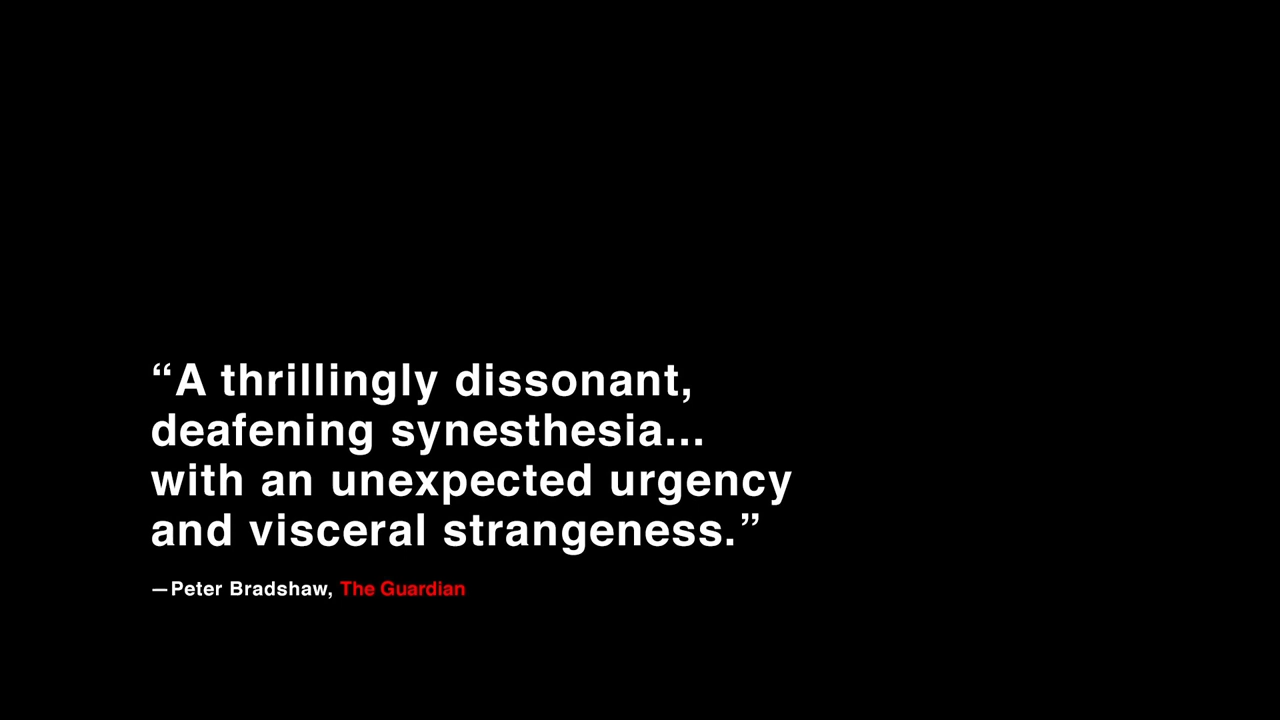 “A thrillingly dissonant,
deafening synesthesia...
with an unexpected urgency
and visceral strangeness.”
—Peter Bradshaw, The Guardian